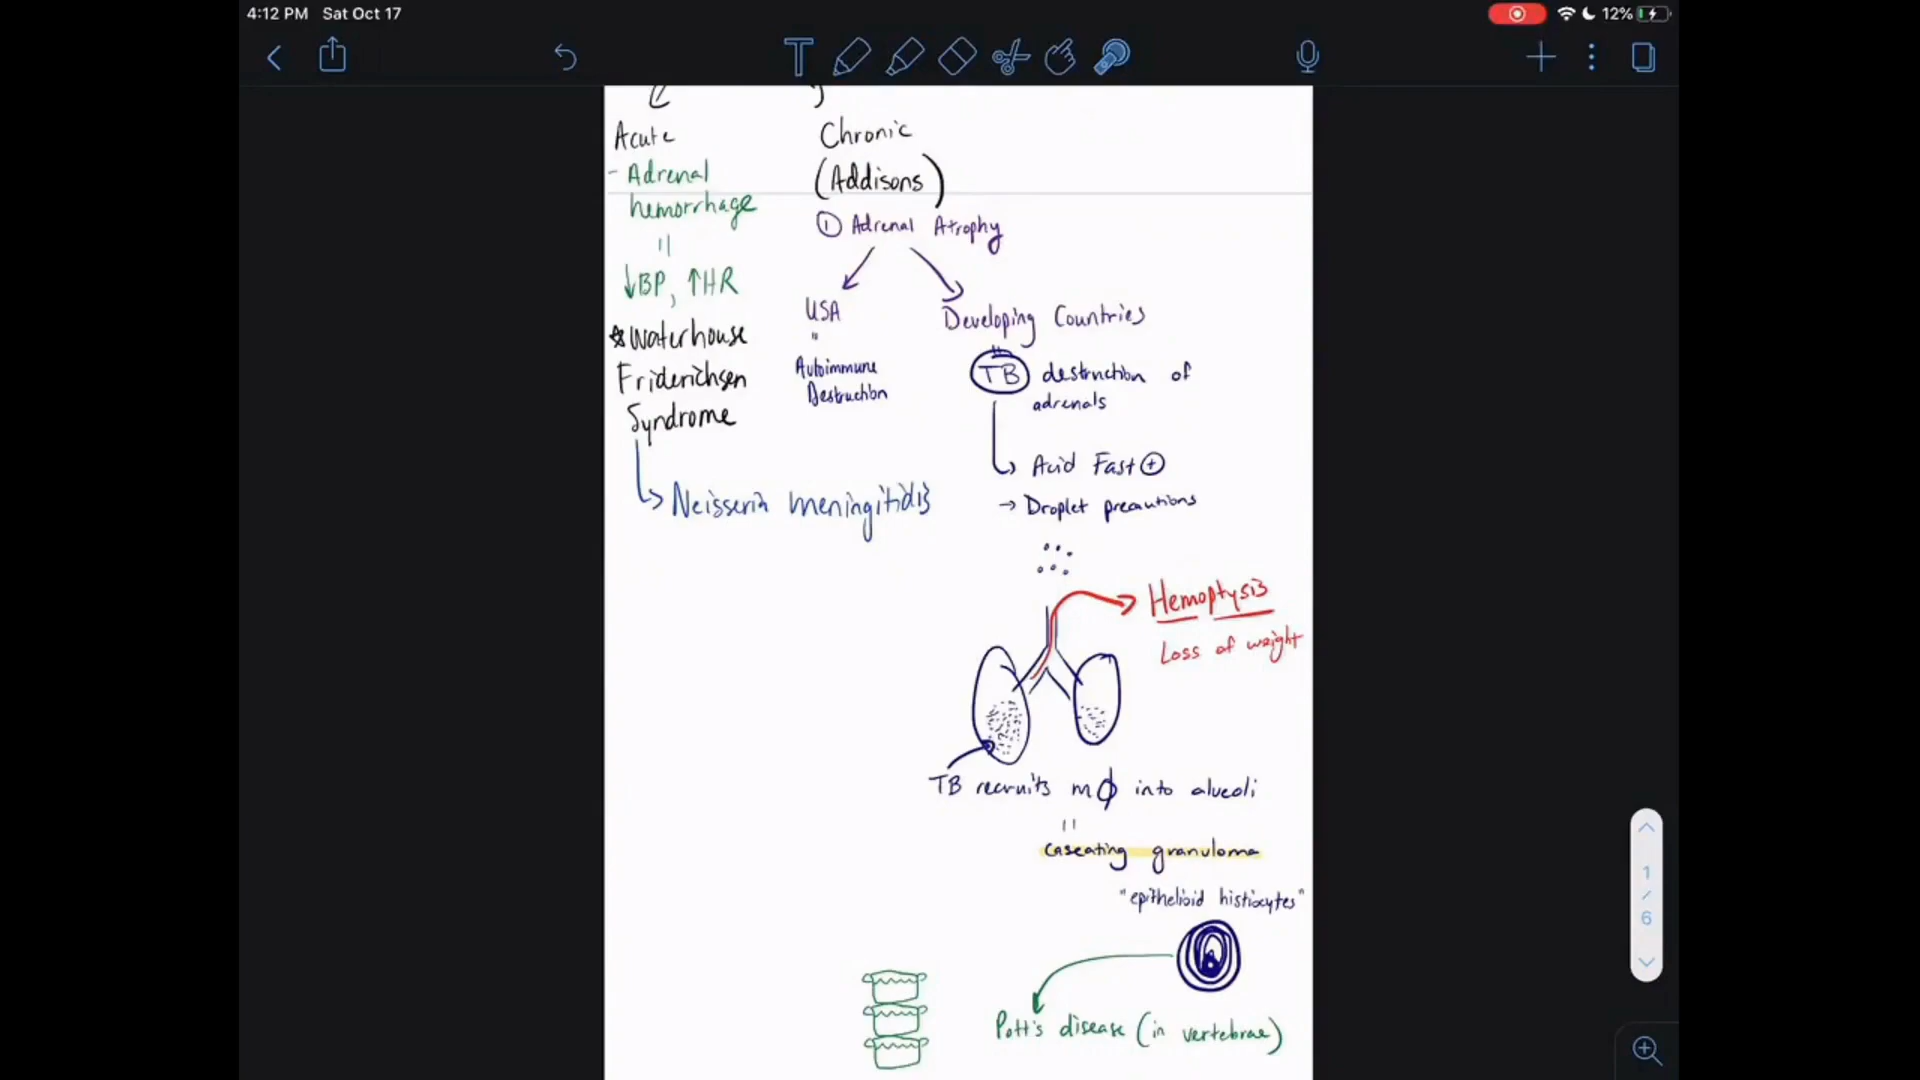 4:12 PM Sat Oct 17
12%
Acute
- Adrenal
hemorrhage
"
↓BP, ↑HR
☆Waterhouse
Friderichsen
Syndrome
Neisseria meningitidis
Chronic
(Addisons)
① Adrenal Atrophy
USA
"
Autoimmune
Destruction
Developing Countries
"
TB destruction of
adrenals
Acid Fast ⊕
→ Droplet precautions
Hemoptysis
Loss of weight
TB recruits mϕ into alveoli
"
caseating granuloma
"epithelioid histiocytes"
Pott's disease (in vertebrae)
1
/
6